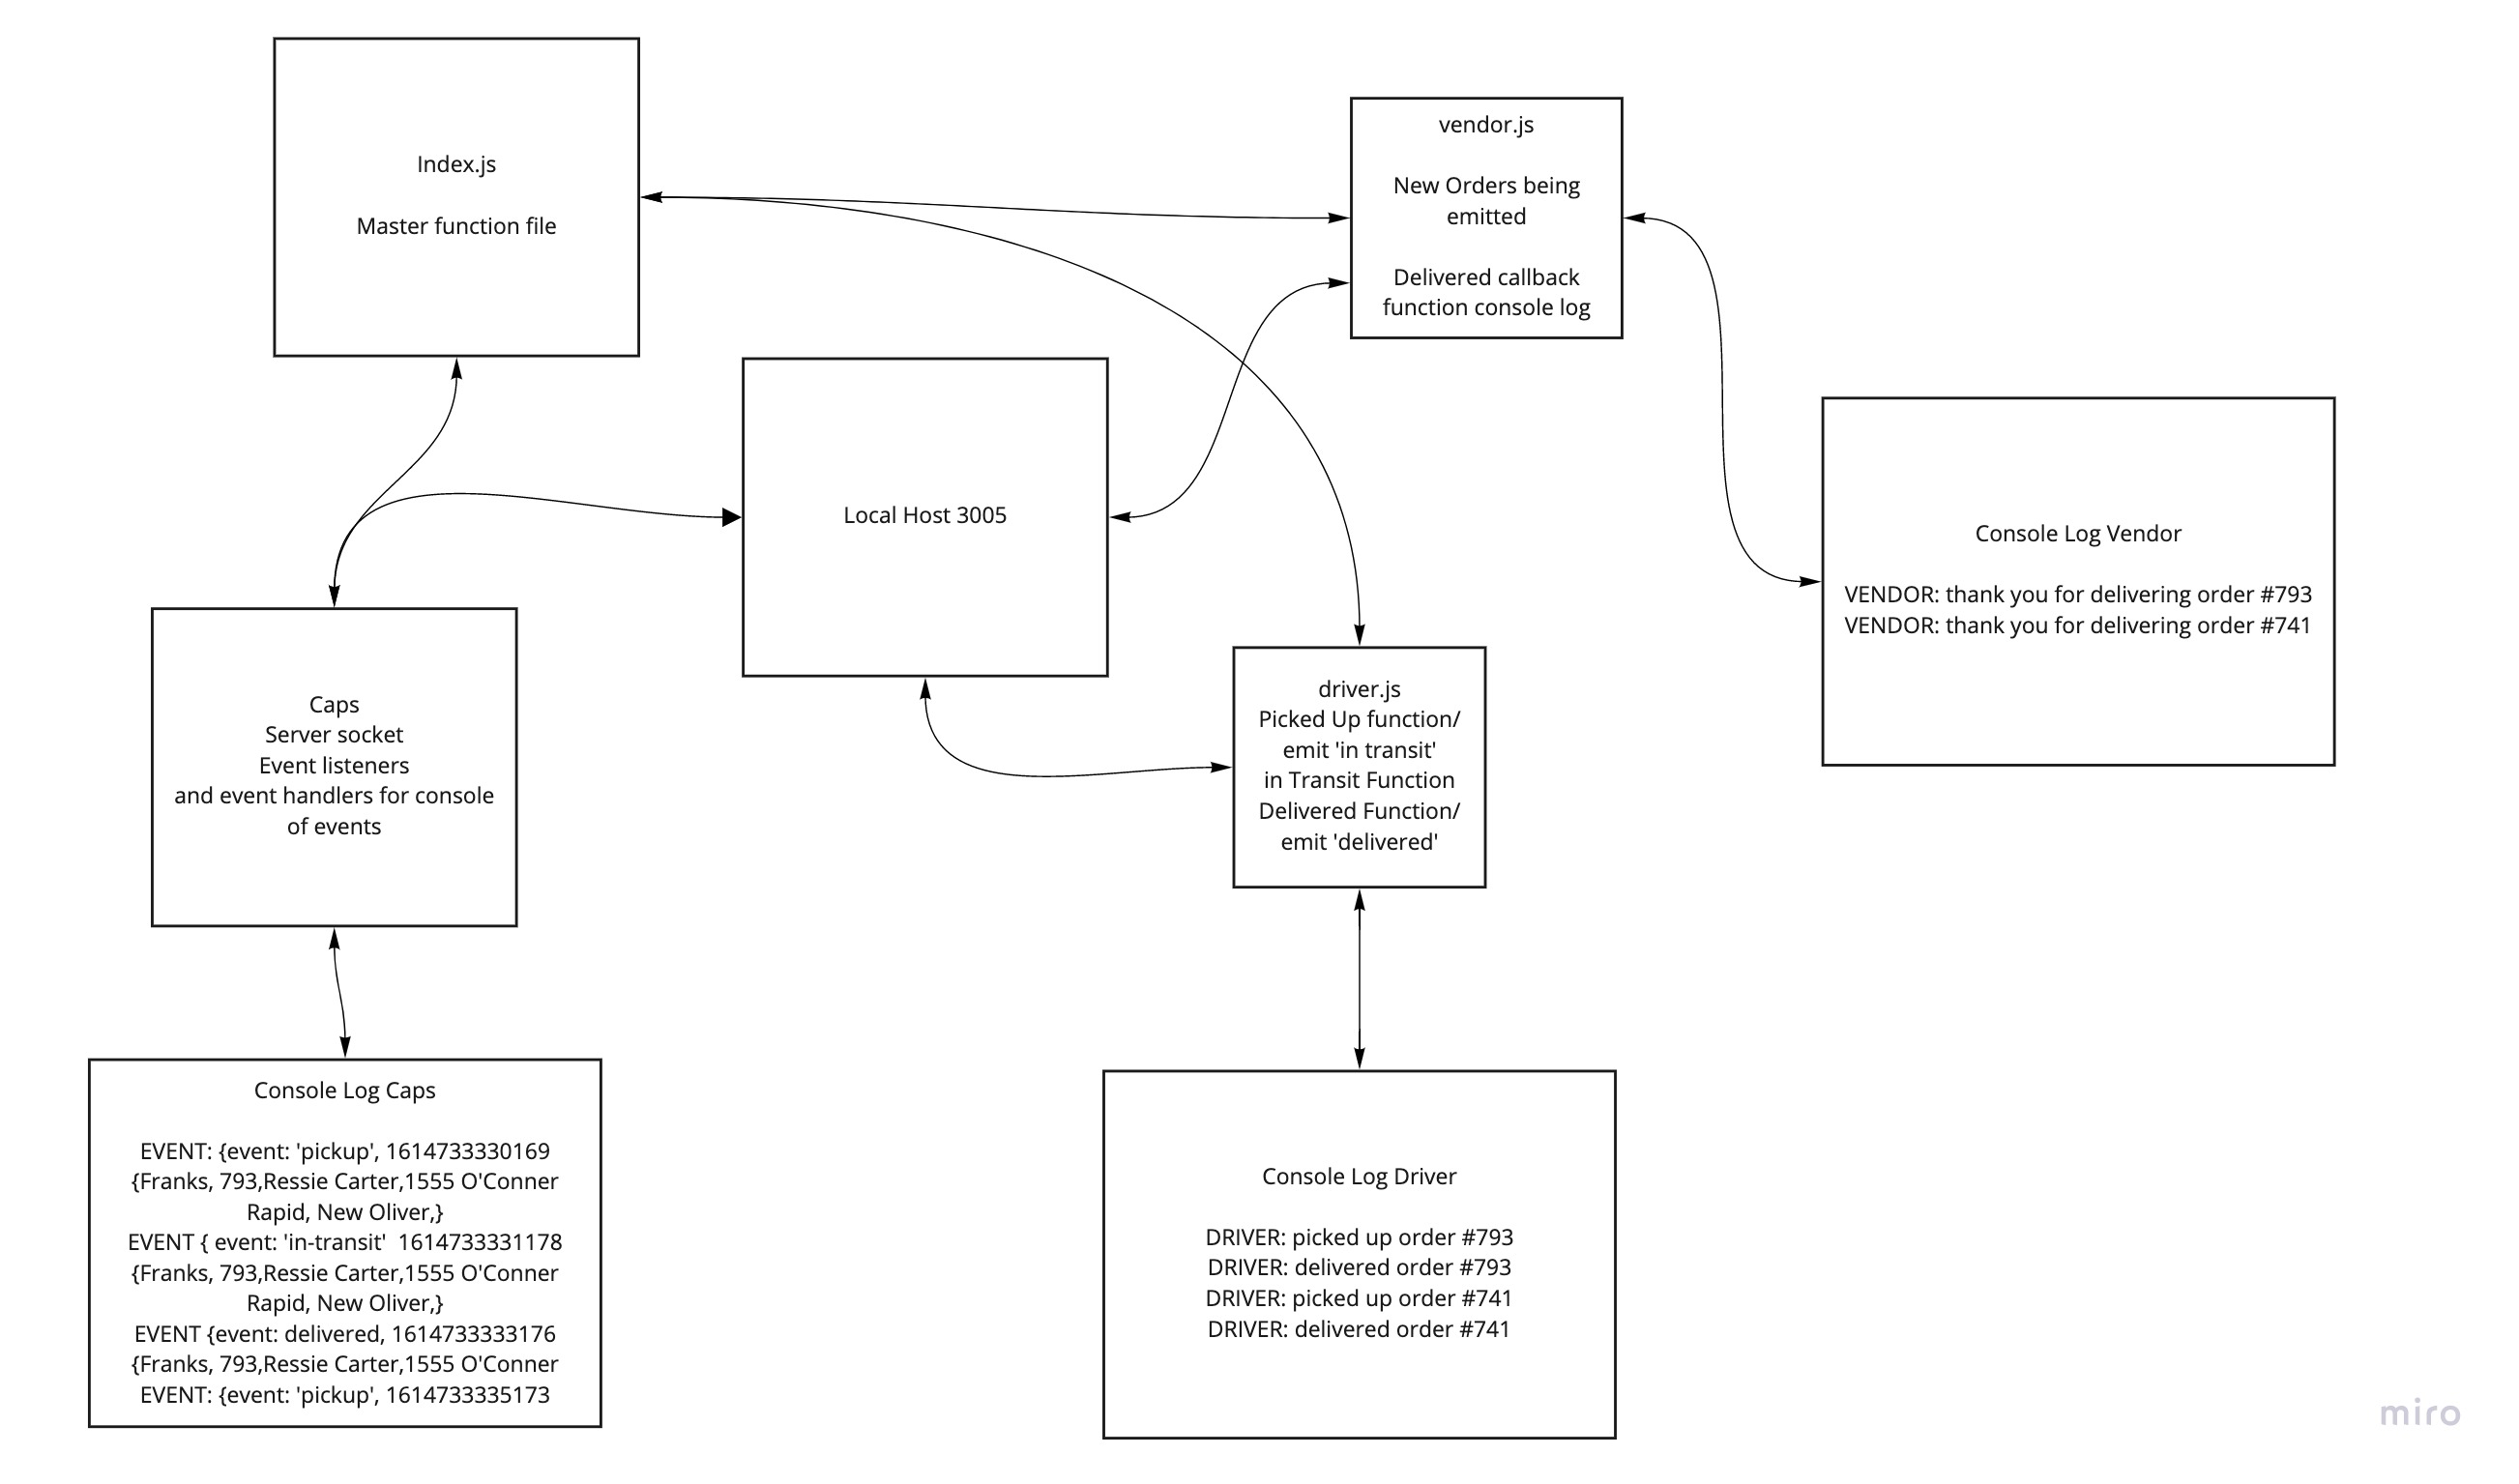 Index.js
Master function file
vendor.js
New Orders being
emitted
Delivered callback
function console log
Local Host 3005
Console Log Vendor
VENDOR: thank you for delivering order #793
VENDOR: thank you for delivering order #741
Caps
Server socket
Event listeners
and event handlers for console
of events
driver.js
Picked Up function/
emit 'in transit'
in Transit Function
Delivered Function/
emit 'delivered'
Console Log Caps
EVENT: {event: 'pickup', 1614733330169
{Franks, 793,Ressie Carter,1555 O'Conner
Rapid, New Oliver,}
EVENT { event: 'in-transit'  1614733331178
{Franks, 793,Ressie Carter,1555 O'Conner
Rapid, New Oliver,}
EVENT {event: delivered, 1614733333176
{Franks, 793,Ressie Carter,1555 O'Conner
EVENT: {event: 'pickup', 1614733335173
Console Log Driver
DRIVER: picked up order #793
DRIVER: delivered order #793
DRIVER: picked up order #741
DRIVER: delivered order #741
miro